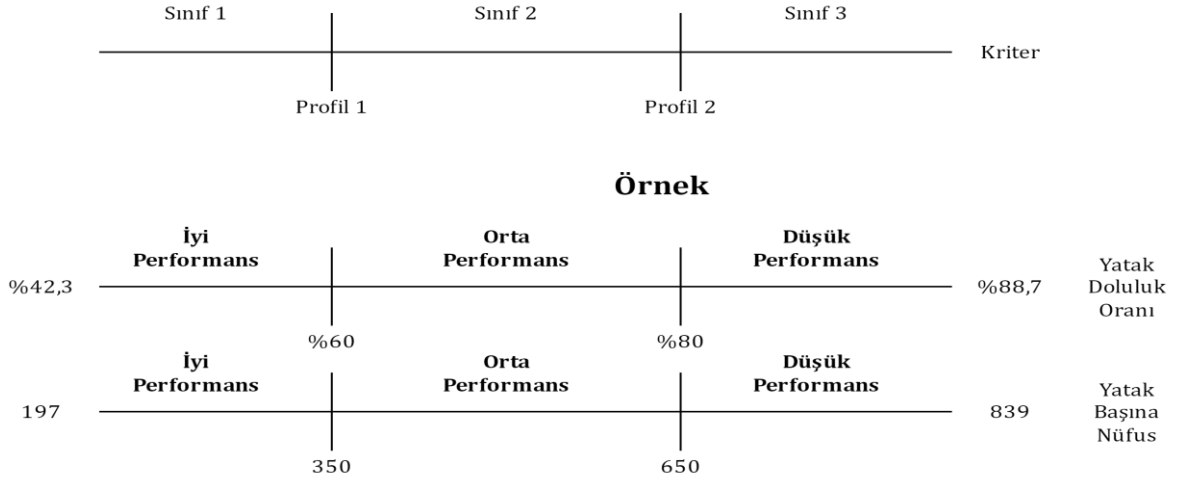 Sınıf 1 Sınıf 2 Sınıf 3
Kriter
Profil 1 Profil 2
Örnek
İyi Orta Düşük
Performans Performans Performans
Yatak
%42,3 %88,7 Doluluk
Oranı
%60 %80
İyi Orta Düşük
Performans Performans Performans
Yatak
197 839 Başına
Nüfus
350 650